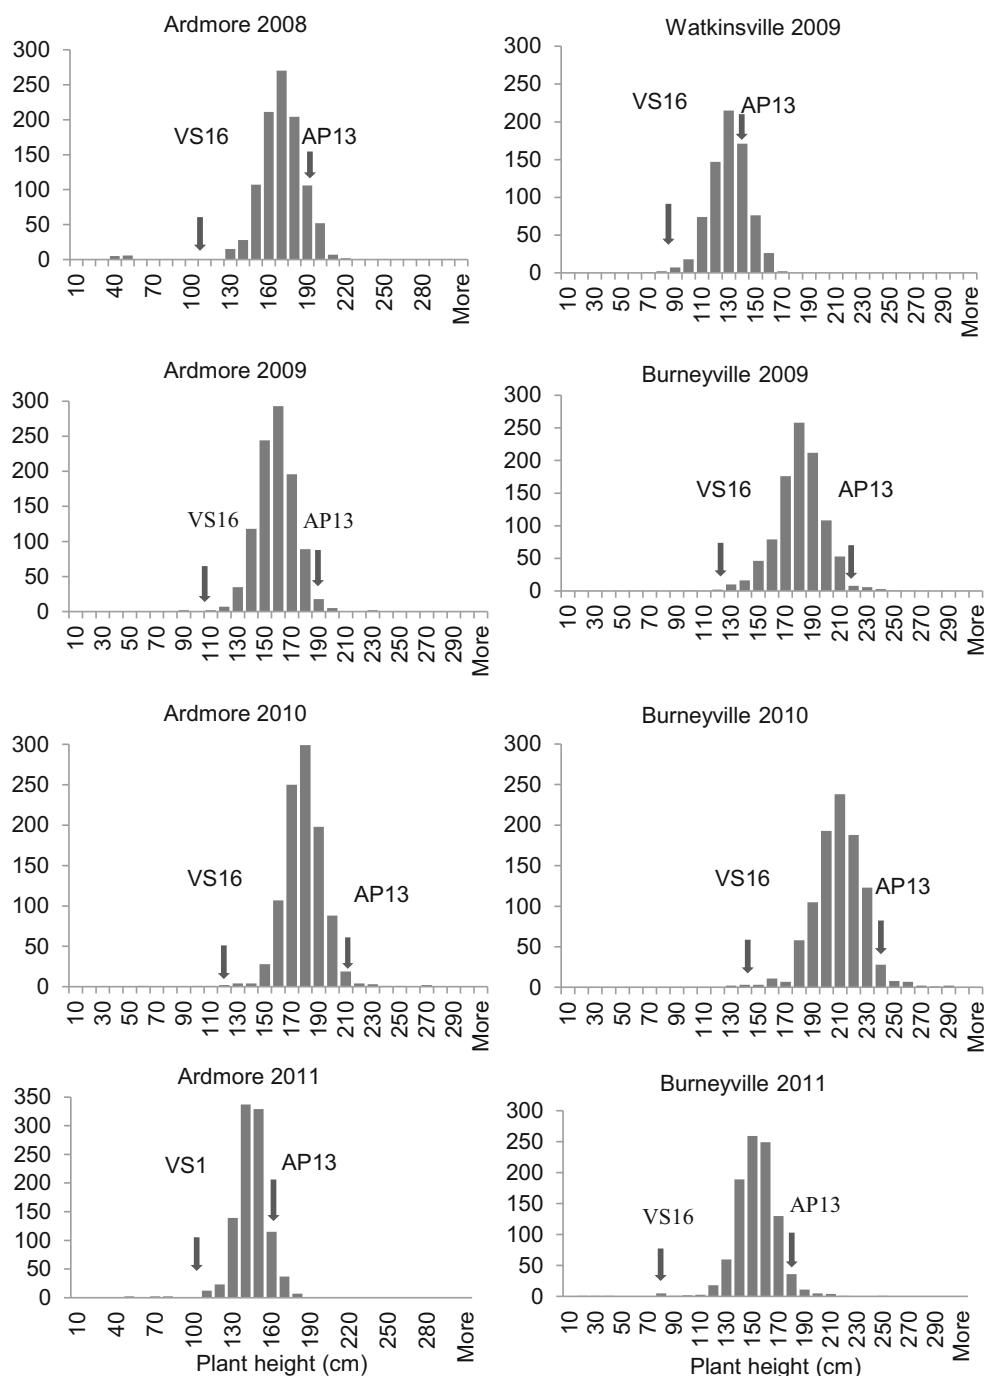 Ardmore 2008
300
250
200
150
100
50
0
VS16
AP13
10 40 70 100 130 160 190 220 250 280 More
Watkinsville 2009
300
250
200
150
100
50
0
VS16
AP13
10 30 50 70 90 110 130 150 170 190 210 230 250 270 290 More
Ardmore 2009
300
250
200
150
100
50
0
VS16
AP13
10 30 50 70 90 110 130 150 170 190 210 230 250 270 290 More
Burneyville 2009
300
250
200
150
100
50
0
VS16
AP13
10 30 50 70 90 110 130 150 170 190 210 230 250 270 290 More
Ardmore 2010
300
250
200
150
100
50
0
VS16
AP13
10 30 50 70 90 110 130 150 170 190 210 230 250 270 290 More
Burneyville 2010
300
250
200
150
100
50
0
VS16
AP13
10 30 50 70 90 110 130 150 170 190 210 230 250 270 290 More
Ardmore 2011
350
300
250
200
150
100
50
0
VS1
AP13
10 40 70 100 130 160 190 220 250 280 More
Plant height (cm)
Burneyville 2011
300
250
200
150
100
50
0
VS16
AP13
10 30 50 70 90 110 130 150 170 190 210 230 250 270 290 More
Plant height (cm)